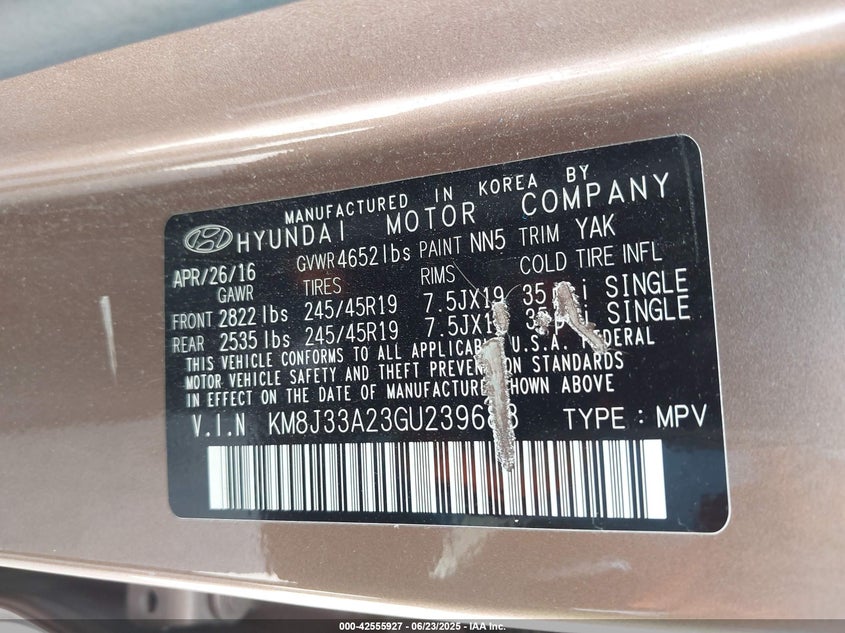 MANUFACTURED IN KOREA BY
HYUNDAI MOTOR COMPANY
APR/26/16 GVWR 4652 lbs PAINT NN5 TRIM YAK
GAWR TIRES RIMS COLD TIRE INFL
FRONT 2822 lbs 245/45R19 7.5JX19 35 SINGLE
REAR 2535 lbs 245/45R19 SINGLE
THIS VEHICLE CONFORMS TO ALL APPLICABLE U.S.A. FEDERAL
MOTOR VEHICLE SAFETY AND THEFT PREVENTION STANDARDS
IN EFFECT ON THE DATE OF MANUFACTURE SHOWN ABOVE
V.I.N KM8J33A23GU239683 TYPE : MPV
000-42555927 - 06/23/2025 - IAA Inc.